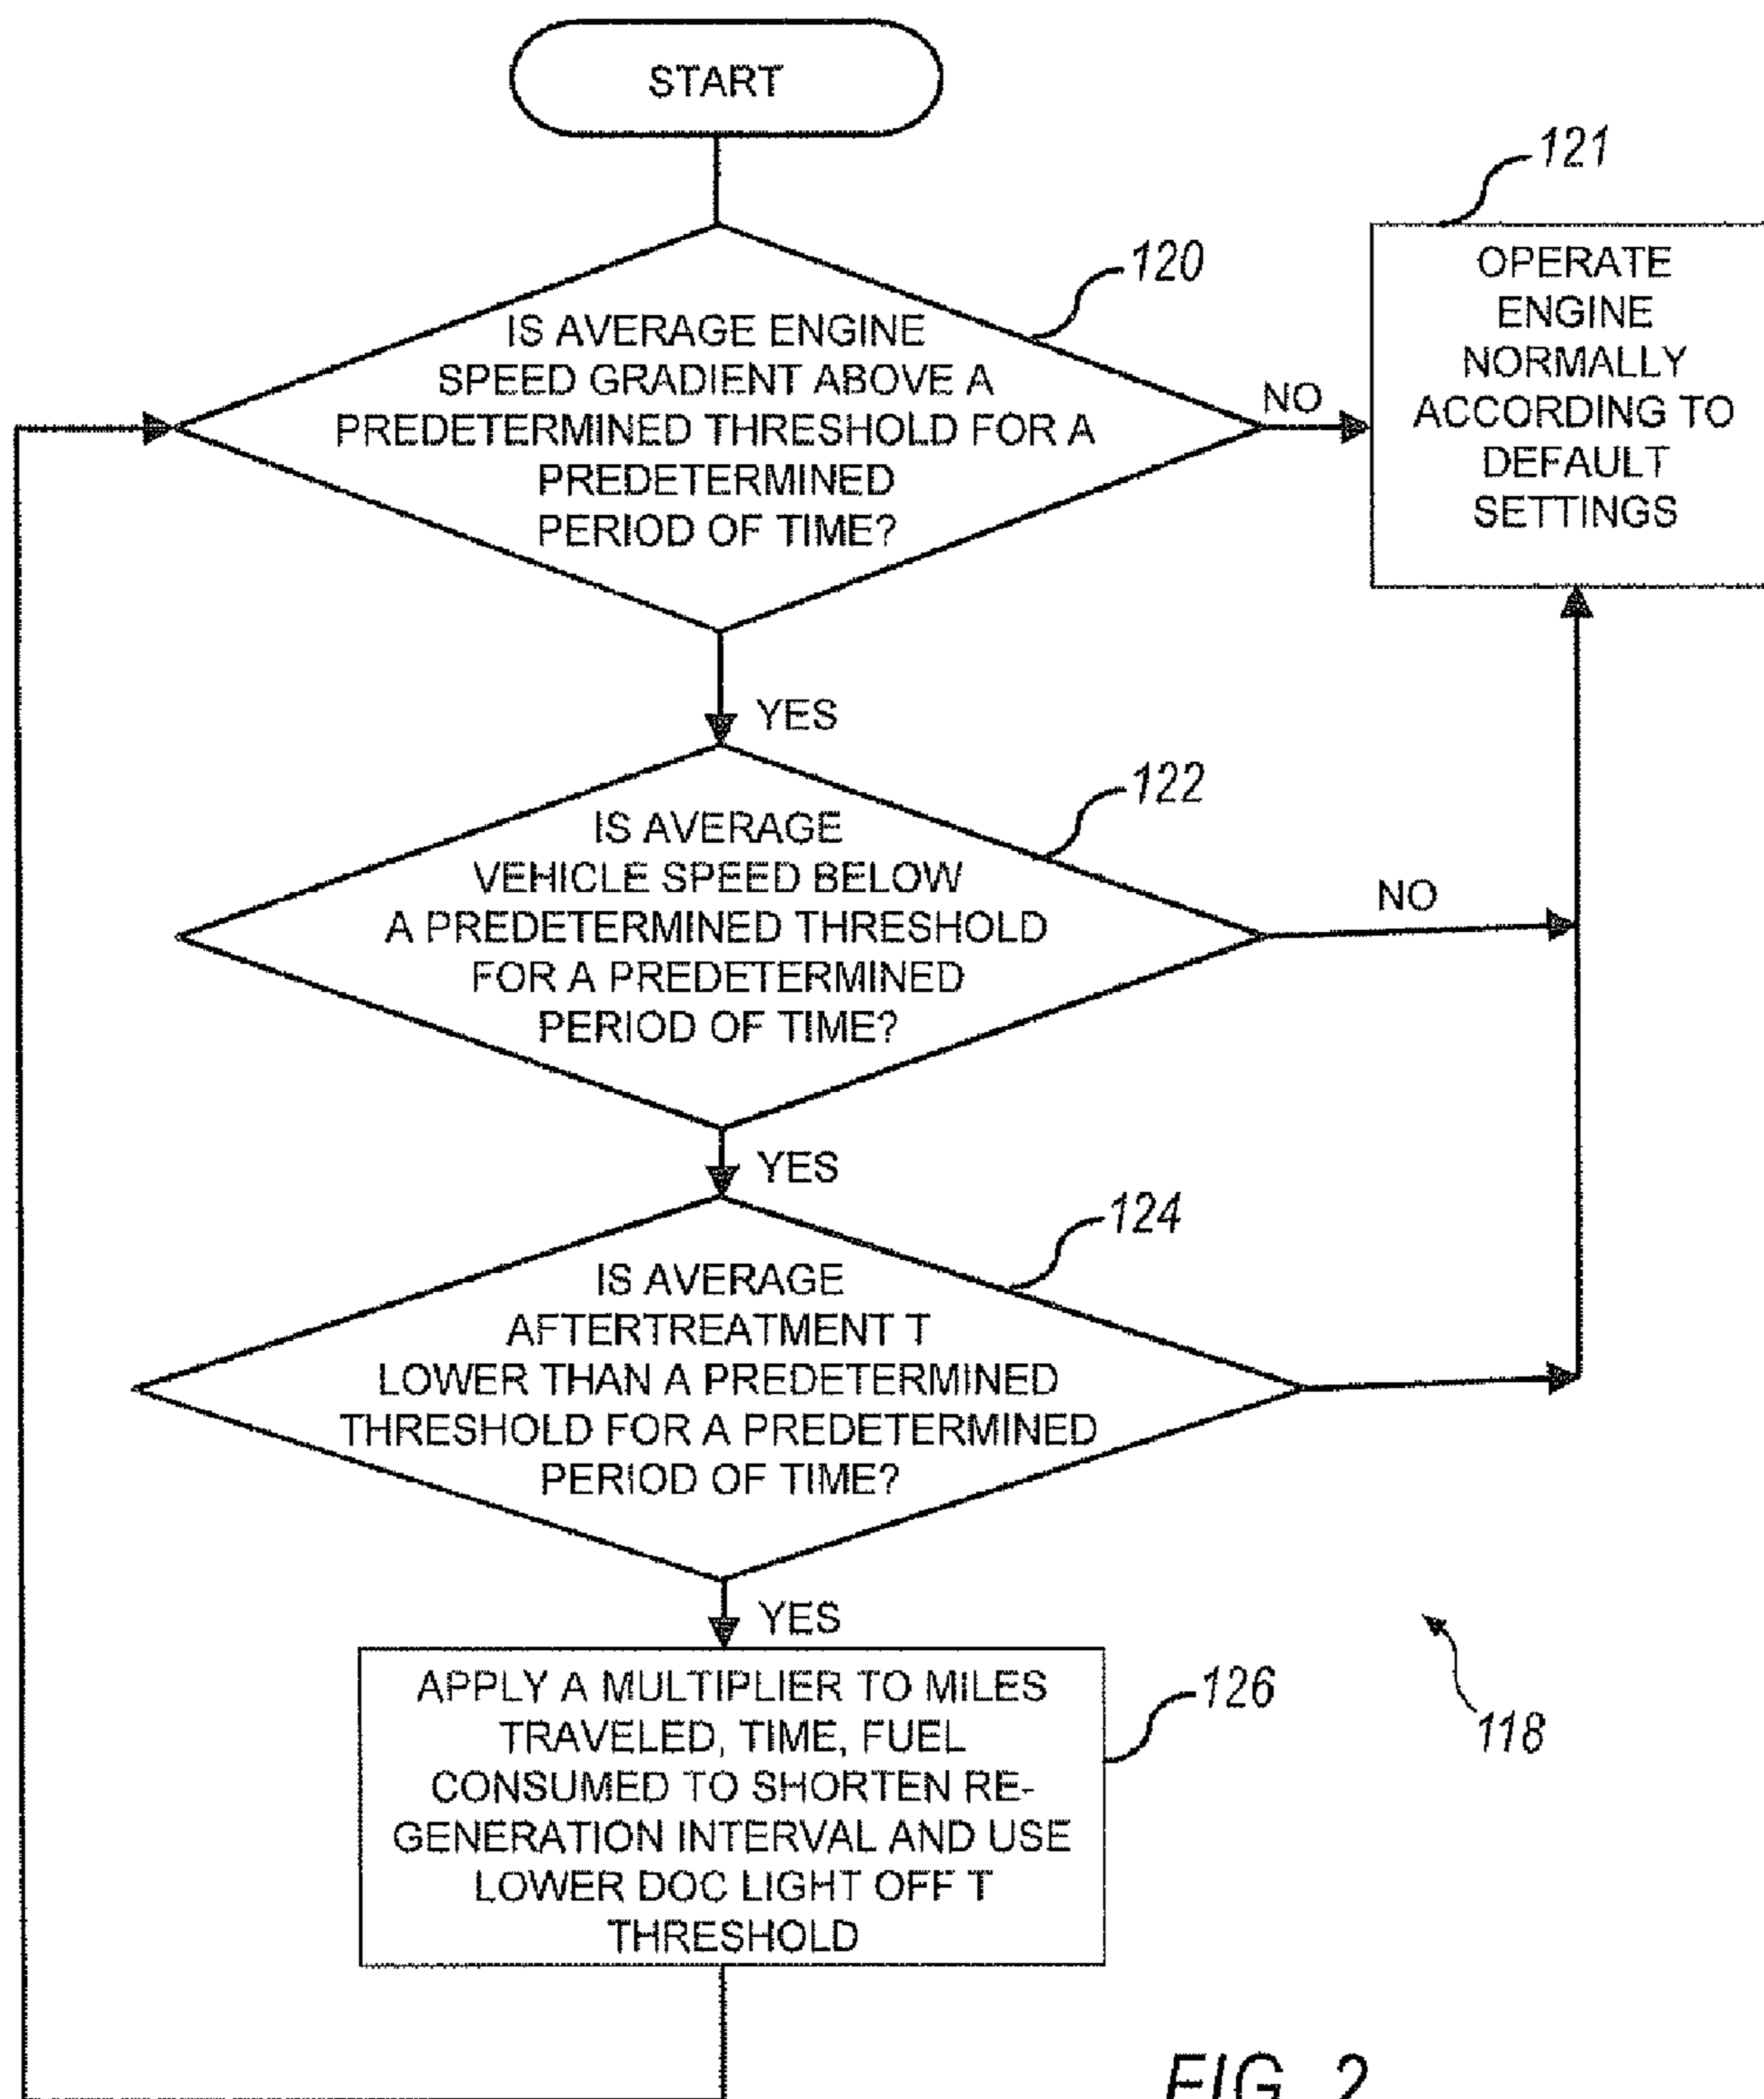 START
121
OPERATE
ENGINE
NORMALLY
ACCORDING TO
DEFAULT
SETTINGS
120
IS AVERAGE ENGINE
SPEED GRADIENT ABOVE A
PREDETERMINED THRESHOLD FOR A
PREDETERMINED
PERIOD OF TIME?
NO
YES
122
IS AVERAGE
VEHICLE SPEED BELOW
A PREDETERMINED THRESHOLD
FOR A PREDETERMINED
PERIOD OF TIME?
NO
YES
124
IS AVERAGE
AFTERTREATMENT T
LOWER THAN A PREDETERMINED
THRESHOLD FOR A PREDETERMINED
PERIOD OF TIME?
YES
126
APPLY A MULTIPLIER TO MILES
TRAVELED, TIME, FUEL
CONSUMED TO SHORTEN RE-
GENERATION INTERVAL AND USE
LOWER DOC LIGHT OFF T
THRESHOLD
118
FIG. 2